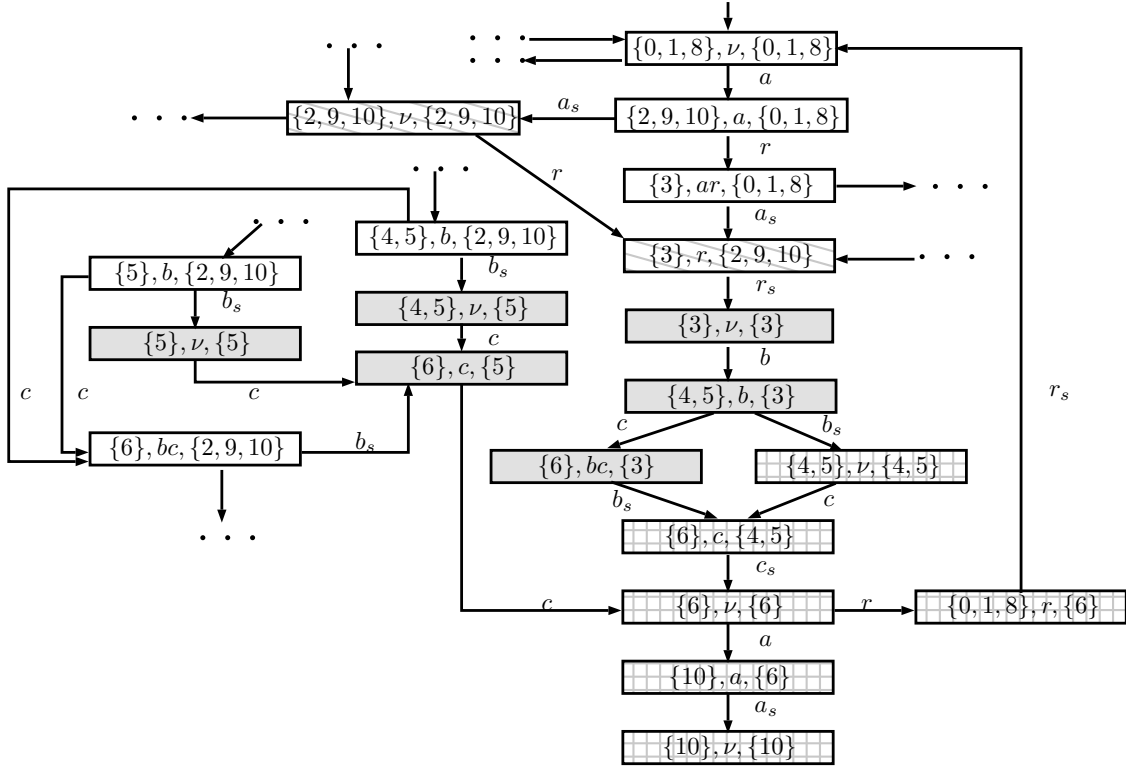 . . .
. . .
{0, 1, 8}, ν, {0, 1, 8}
. . .
a
. . .
{2, 9, 10}, ν, {2, 9, 10}
a_s
{2, 9, 10}, a, {0, 1, 8}
r
. . .
r
{3}, ar, {0, 1, 8}
. . .
a_s
. . .
{4, 5}, b, {2, 9, 10}
{3}, r, {2, 9, 10}
. . .
{5}, b, {2, 9, 10}
b_s
r_s
b_s
{4, 5}, ν, {5}
{3}, ν, {3}
{5}, ν, {5}
c
b
{6}, c, {5}
c
c
c
{4, 5}, b, {3}
r_s
c
b_s
{6}, bc, {2, 9, 10}
b_s
{6}, bc, {3}
{4, 5}, ν, {4, 5}
b_s
c
. . .
{6}, c, {4, 5}
c_s
c
{6}, ν, {6}
r
{0, 1, 8}, r, {6}
a
{10}, a, {6}
a_s
{10}, ν, {10}